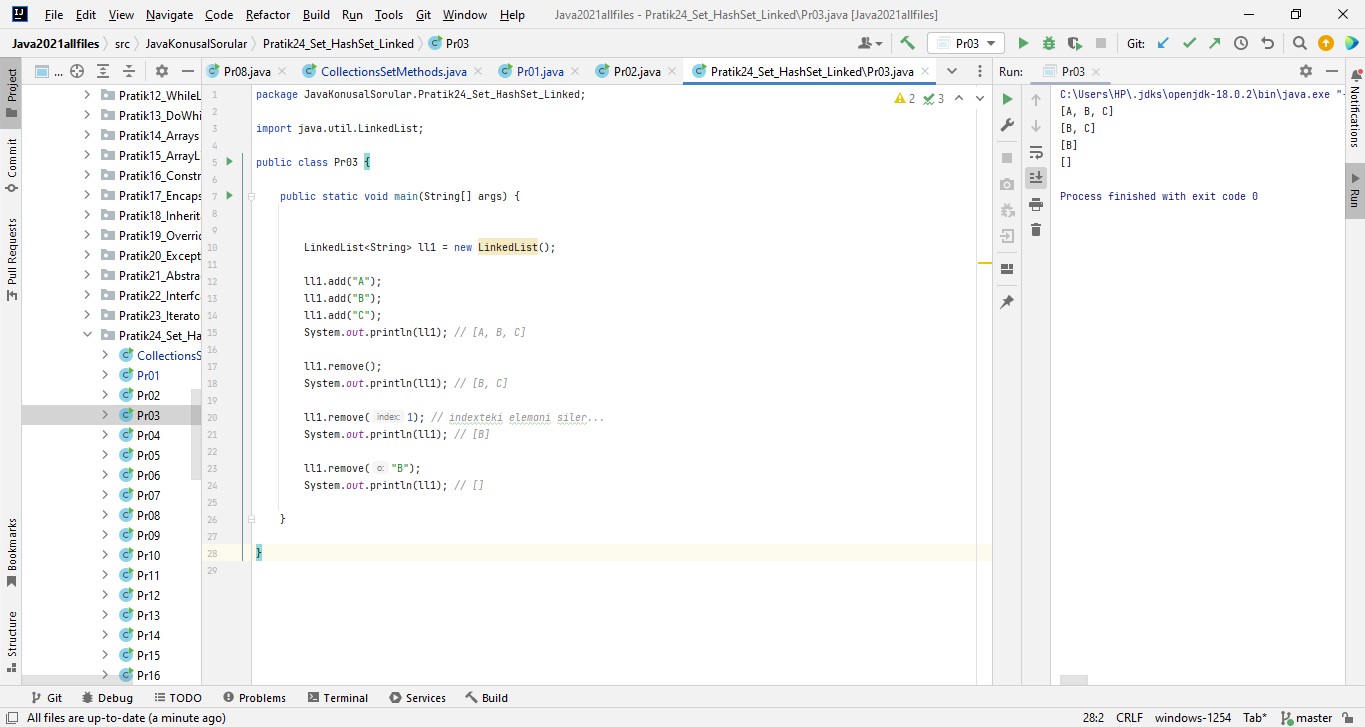 File Edit View Navigate Code Refactor Build Run Tools Git Window Help Java2021allfiles - Pratik24_Set_HashSet_Linked\Pr03.java [Java2021allfiles]
Java2021allfiles src JavaKonusalSorular Pratik24_Set_HashSet_Linked Pr03 Pr03 Git:
... Pr08.java CollectionsSetMethods.java Pr01.java Pr02.java Pratik24_Set_HashSet_Linked\Pr03.java Run: Pr03
Project
Commit
Pull Requests
Bookmarks
Structure
Pratik12_WhileL
Pratik13_DoWhi
Pratik14_Arrays
Pratik15_ArrayLi
Pratik16_Constr
Pratik17_Encaps
Pratik18_Inherit
Pratik19_Overric
Pratik20_Except
Pratik21_Abstra
Pratik22_Interfc
Pratik23_Iterato
Pratik24_Set_Ha
CollectionsS
Pr01
Pr02
Pr03
Pr04
Pr05
Pr06
Pr07
Pr08
Pr09
Pr10
Pr11
Pr12
Pr13
Pr14
Pr15
Pr16
1 package JavaKonusalSorular.Pratik24_Set_HashSet_Linked; 2 3
2
3 import java.util.LinkedList;
4
5 public class Pr03 {
6
7 public static void main(String[] args) {
8
9
10 LinkedList<String> ll1 = new LinkedList();
11
12 ll1.add("A");
13 ll1.add("B");
14 ll1.add("C");
15 System.out.println(ll1); // [A, B, C]
16
17 ll1.remove();
18 System.out.println(ll1); // [B, C]
19
20 ll1.remove( index: 1); // indexteki elemani siler...
21 System.out.println(ll1); // [B]
22
23 ll1.remove( o: "B");
24 System.out.println(ll1); // []
25
26 }
27
28 }
29
C:\Users\HP\.jdks\openjdk-18.0.2\bin\java.exe "-
[A, B, C]
[B, C]
[B]
[]
Process finished with exit code 0
Notifications
Run
Git Debug TODO Problems Terminal Services Build
All files are up-to-date (a minute ago) 28:2 CRLF windows-1254 Tab* master